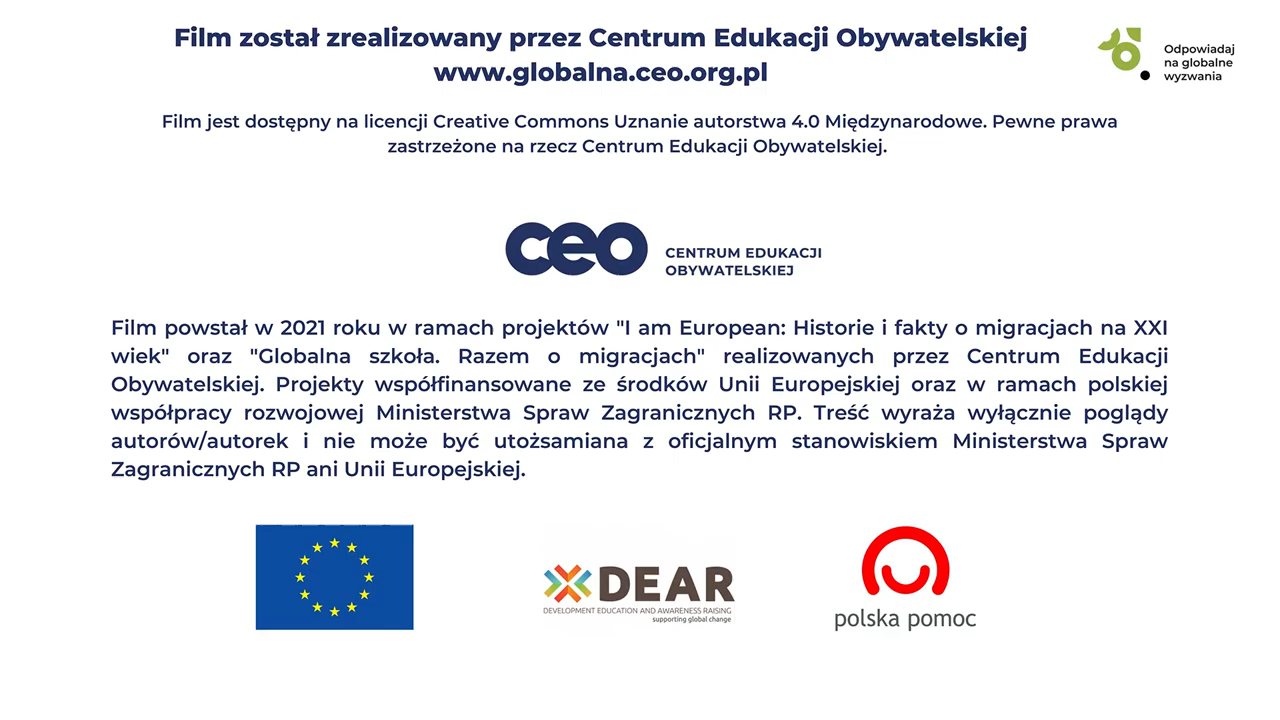 Film został zrealizowany przez Centrum Edukacji Obywatelskiej
www.globalna.ceo.org.pl
Odpowiadaj
na globalne
wyzwania
Film jest dostępny na licencji Creative Commons Uznanie autorstwa 4.0 Międzynarodowe. Pewne prawa
zastrzeżone na rzecz Centrum Edukacji Obywatelskiej.
ceo
CENTRUM EDUKACJI
OBYWATELSKIEJ
Film powstał w 2021 roku w ramach projektów "I am European: Historie i fakty o migracjach na XXI
wiek" oraz "Globalna szkoła. Razem o migracjach" realizowanych przez Centrum Edukacji
Obywatelskiej. Projekty współfinansowane ze środków Unii Europejskiej oraz w ramach polskiej
współpracy rozwojowej Ministerstwa Spraw Zagranicznych RP. Treść wyraża wyłącznie poglądy
autorów/autorek i nie może być utożsamiana z oficjalnym stanowiskiem Ministerstwa Spraw
Zagranicznych RP ani Unii Europejskiej.
DEAR
DEVELOPMENT EDUCATION AND AWARENESS RAISING
supporting global change
polska pomoc